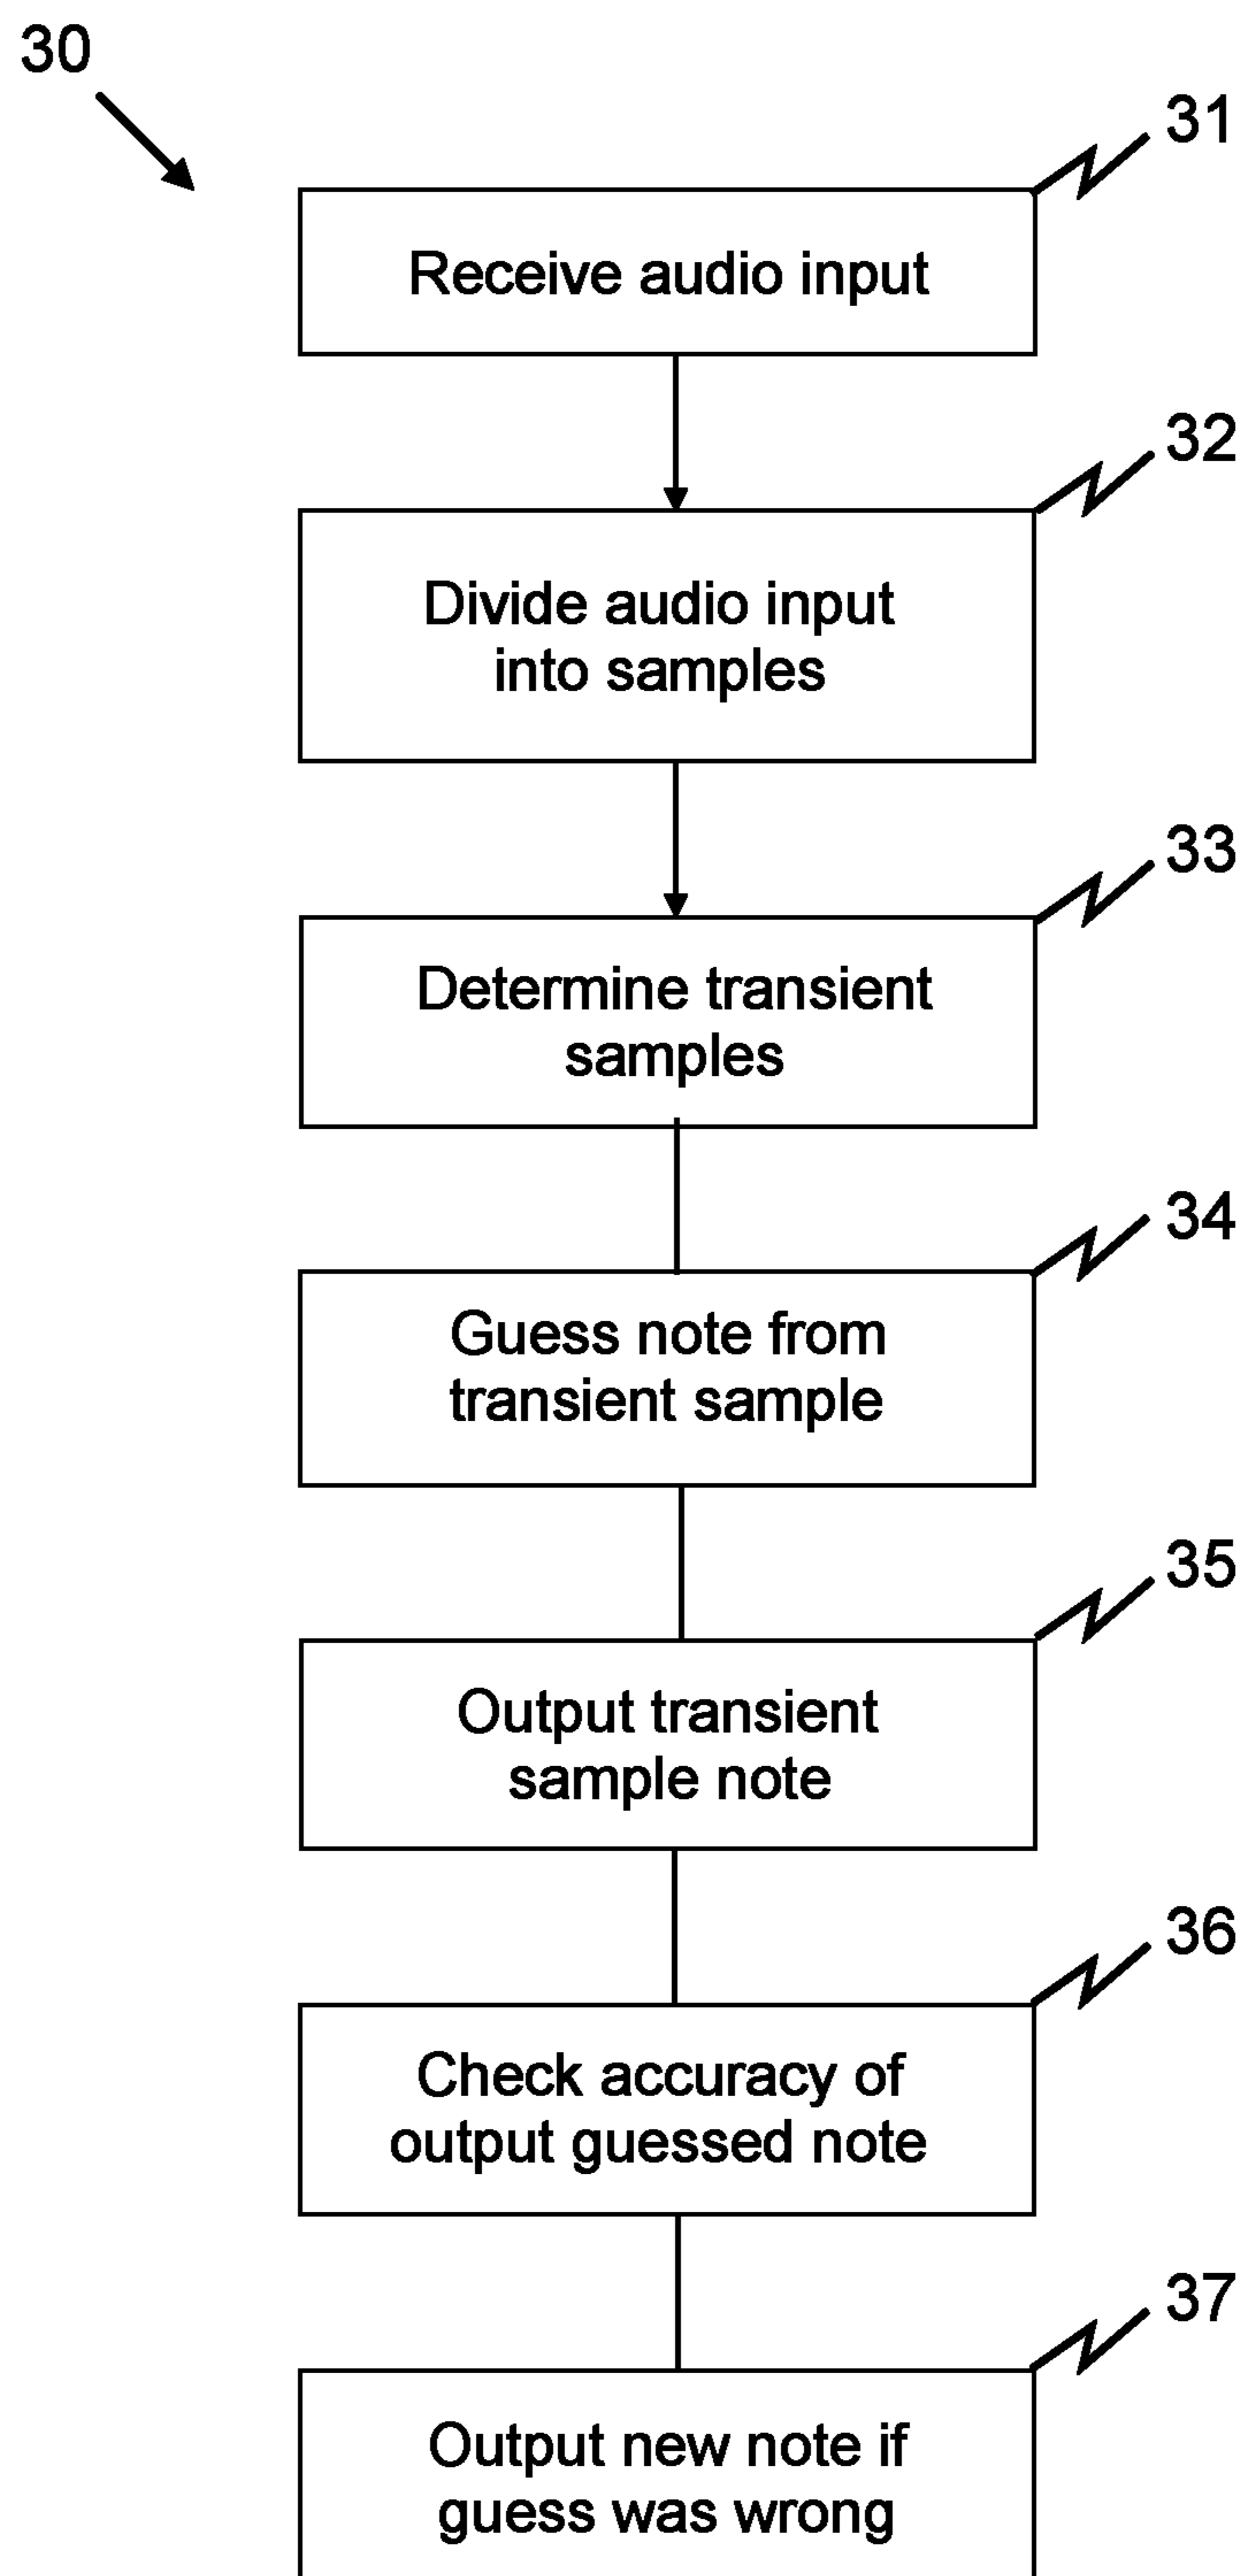 30
31
Receive audio input
32
Divide audio input
into samples
33
Determine transient
samples
34
Guess note from
transient sample
35
Output transient
sample note
36
Check accuracy of
output guessed note
37
Output new note if
guess was wrong